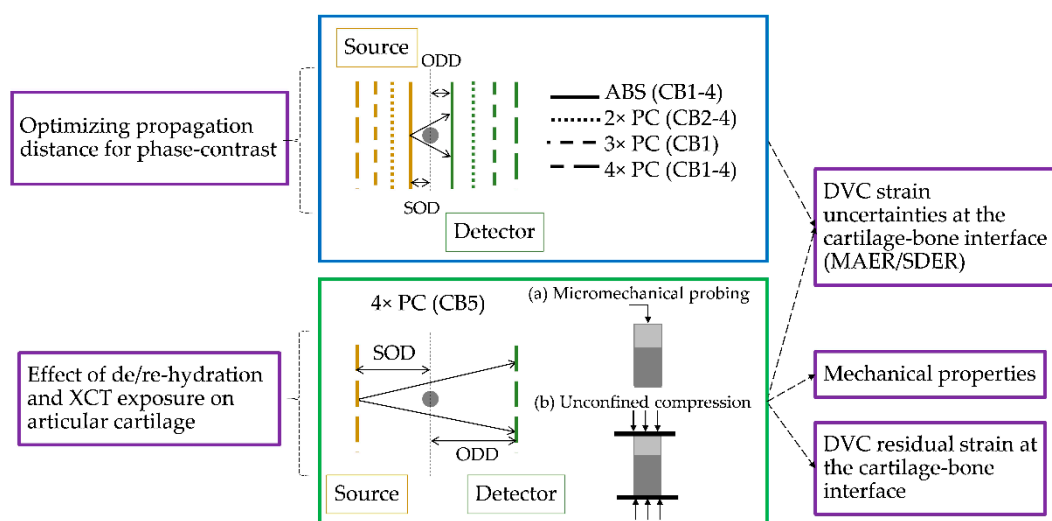 Optimizing propagation
distance for phase-contrast
Source
ODD
SOD
Detector
ABS (CB1-4)
2× PC (CB2-4)
3× PC (CB1)
4× PC (CB1-4)
DVC strain
uncertainties at the
cartilage-bone interface
(MAER/SDER)
Effect of de/re-hydration
and XCT exposure on
articular cartilage
4× PC (CB5)
SOD
ODD
Source
Detector
(a) Micromechanical probing
(b) Unconfined compression
Mechanical properties
DVC residual strain at
the cartilage-bone
interface